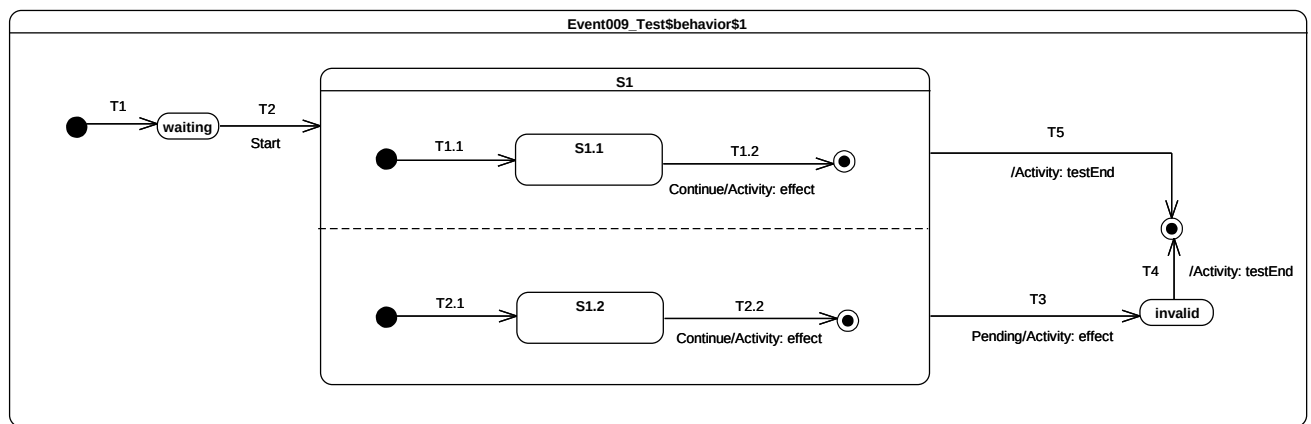 Event009_Test$behavior$1
S1
T1
waiting
T2
Start
T1.1
S1.1
T1.2
Continue/Activity: effect
T2.1
S1.2
T2.2
Continue/Activity: effect
T5
/Activity: testEnd
T4
/Activity: testEnd
T3
Pending/Activity: effect
invalid